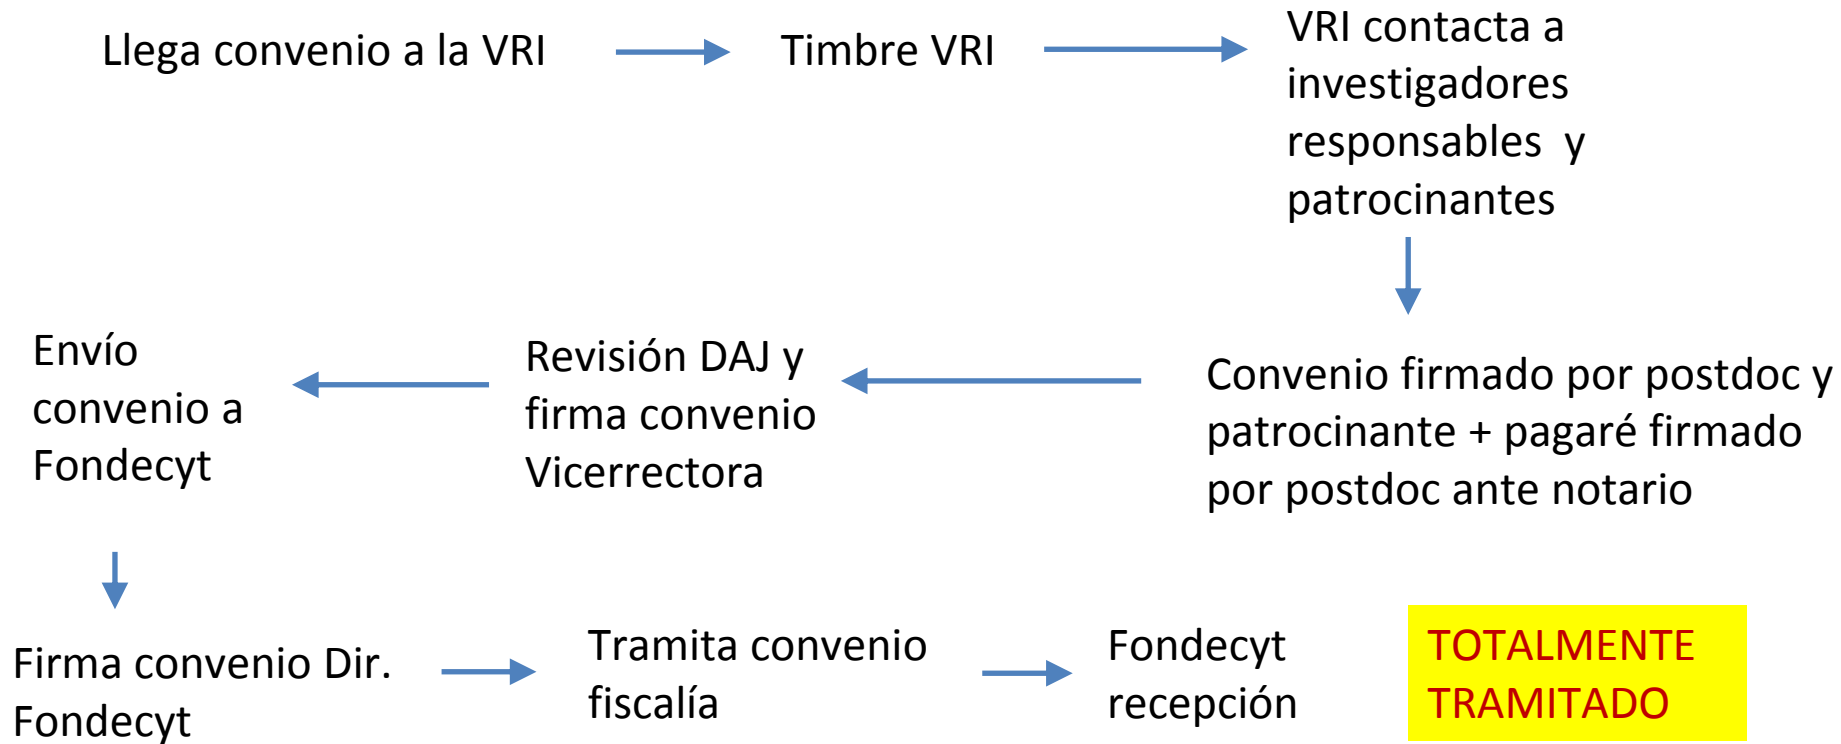 Llega convenio a la VRI
Timbre VRI
VRI contacta a
investigadores
responsables y
patrocinantes
Convenio firmado por postdoc y
patrocinante + pagaré firmado
por postdoc ante notario
Revisión DAJ y
firma convenio
Vicerrectora
Envío
convenio a
Fondecyt
Firma convenio Dir.
Fondecyt
Tramita convenio
fiscalía
Fondecyt
recepción
TOTALMENTE
TRAMITADO